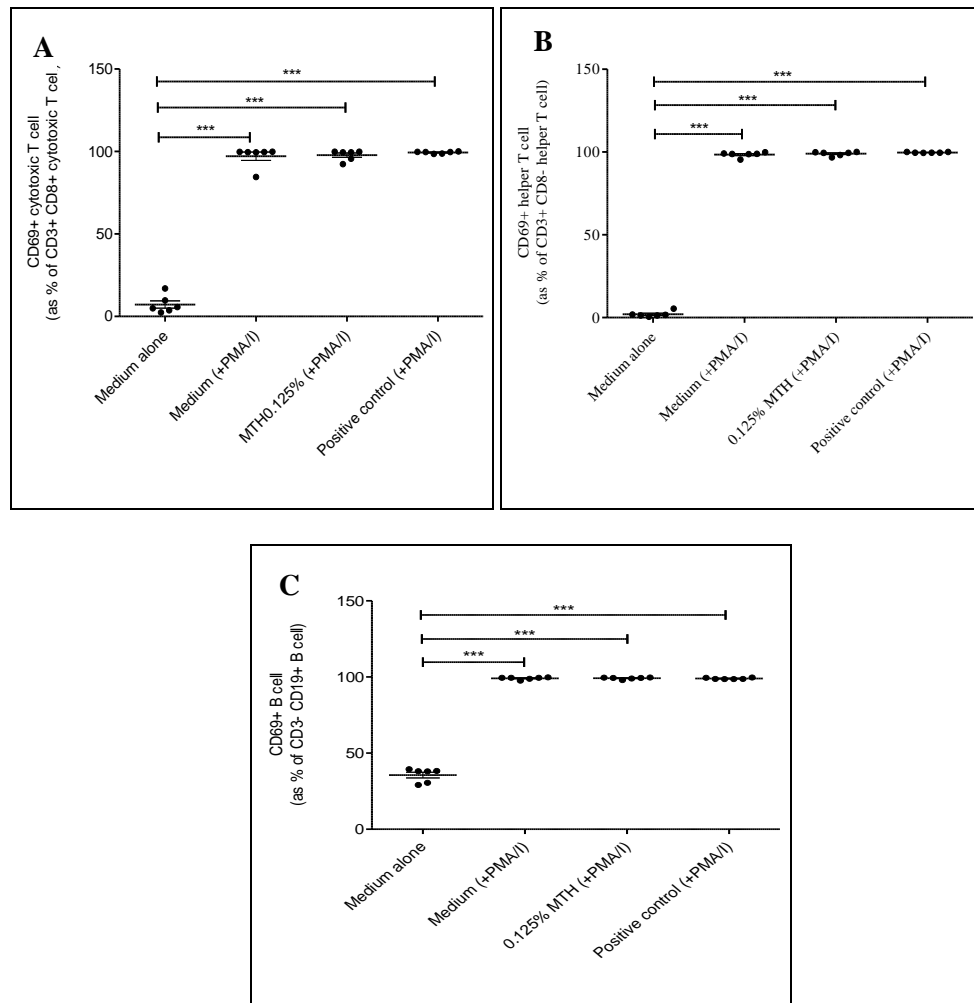 A
CD69+ cytotoxic T cell
(as % of CD3+ CD8+ cytotoxic T cel ,
150
100
50
0
***
***
***
Medium alone
Medium (+PMA/I)
MTH0.125% (+PMA/I)
Positive control (+PMA/I)
B
CD69+ helper T cell
(as % of CD3+ CD8- helper T cell)
150
100
50
0
***
***
***
Medium alone
Medium (+PMA/I)
0.125% MTH (+PMA/I)
Positive control (+PMA/I)
C
CD69+ B cell
(as % of CD3- CD19+ B cell)
150
100
50
0
***
***
***
Medium alone
Medium (+PMA/I)
0.125% MTH (+PMA/I)
Positive control (+PMA/I)